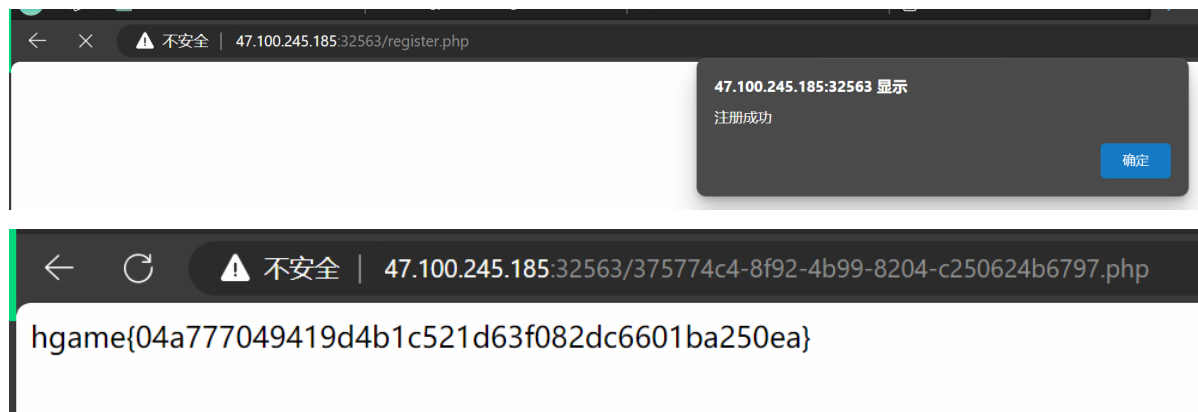 不安全 | 47.100.245.185:32563/register.php
47.100.245.185:32563 显示
注册成功
确定
不安全 | 47.100.245.185:32563/375774c4-8f92-4b99-8204-c250624b6797.php
hgame{04a777049419d4b1c521d63f082dc6601ba250ea}